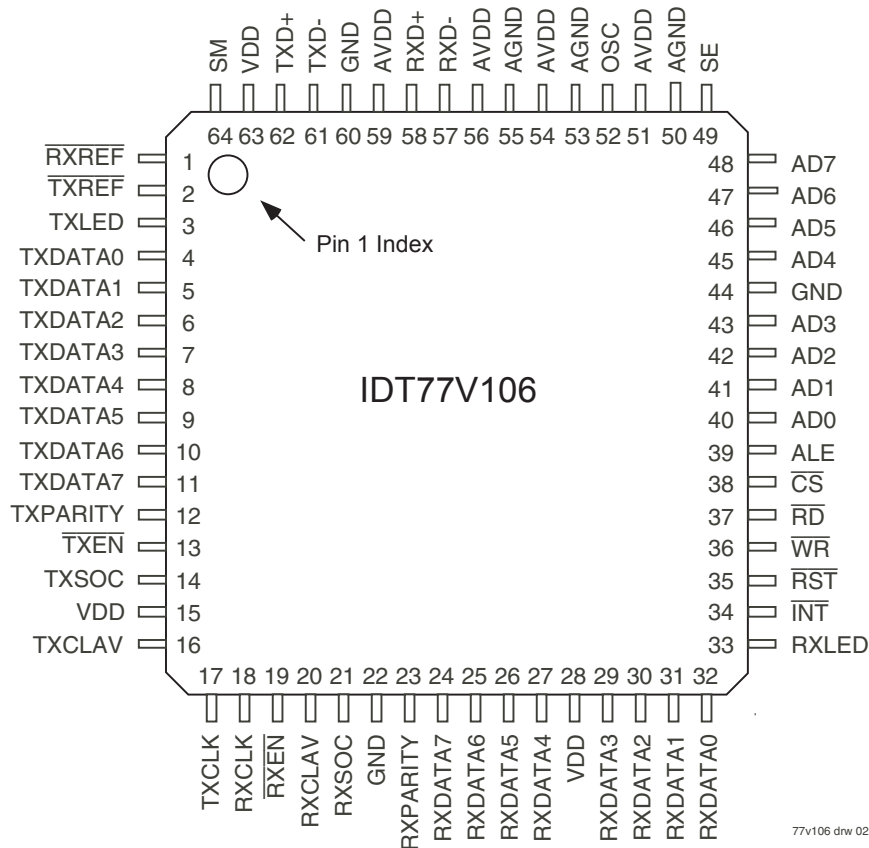 SM VDD TXD+ TXD- GND AVDD RXD+ RXD- AVDD AGND AVDD AGND OSC AVDD AGND SE
64 63 62 61 60 59 58 57 56 55 54 53 52 51 50 49
RXREF 1
TXREF 2
TXLED 3
TXDATA0 4
TXDATA1 5
TXDATA2 6
TXDATA3 7
TXDATA4 8
TXDATA5 9
TXDATA6 10
TXDATA7 11
TXPARITY 12
TXEN 13
TXSOC 14
VDD 15
TXCLAV 16
Pin 1 Index
IDT77V106
48 AD7
47 AD6
46 AD5
45 AD4
44 GND
43 AD3
42 AD2
41 AD1
40 AD0
39 ALE
38 CS
37 RD
36 WR
35 RST
34 INT
33 RXLED
17 18 19 20 21 22 23 24 25 26 27 28 29 30 31 32
TXCLK RXCLK RXEN RXCLAV RXSOC GND RXPARITY RXDATA7 RXDATA6 RXDATA5 RXDATA4 VDD RXDATA3 RXDATA2 RXDATA1 RXDATA0
77v106 drw 02